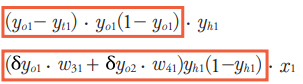 (y_{o1} − y_{t1}) · y_{o1}(1 − y_{o1}) · y_{h1}
(δy_{o1} · w_{31} + δy_{o2} · w_{41})y_{h1}(1−y_{h1}) · x_1